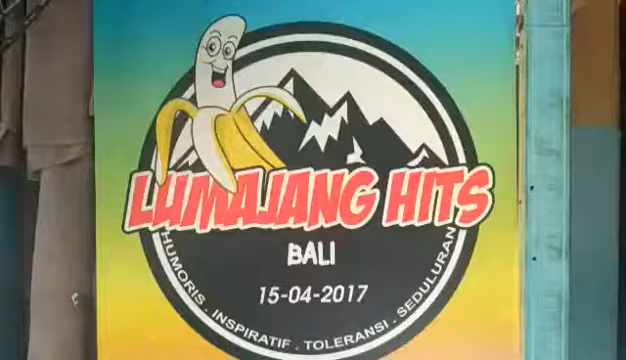 LUMAJANG HITS
BALI
15-04-2017
HUMORIS . INSPIRATIF . TOLERANSI . SEDULURAN